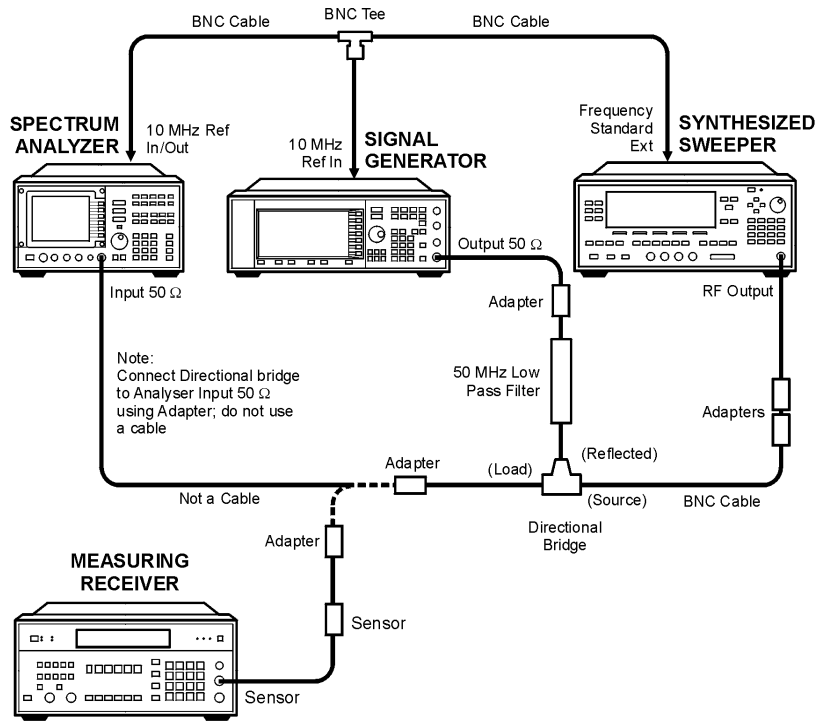 BNC Tee
BNC Cable
BNC Cable
SPECTRUM
ANALYZER
10 MHz Ref
In/Out
10 MHz
Ref In
SIGNAL
GENERATOR
Frequency
Standard
Ext
SYNTHESIZED
SWEEPER
Output 50 Ω
Input 50 Ω
RF Output
Adapter
Note:
Connect Directional bridge
to Analyser Input 50 Ω
using Adapter; do not use
a cable
50 MHz Low
Pass Filter
Adapters
Adapter
(Load)
(Reflected)
Not a Cable
(Source)
BNC Cable
Directional
Bridge
Adapter
MEASURING
RECEIVER
Sensor
Sensor